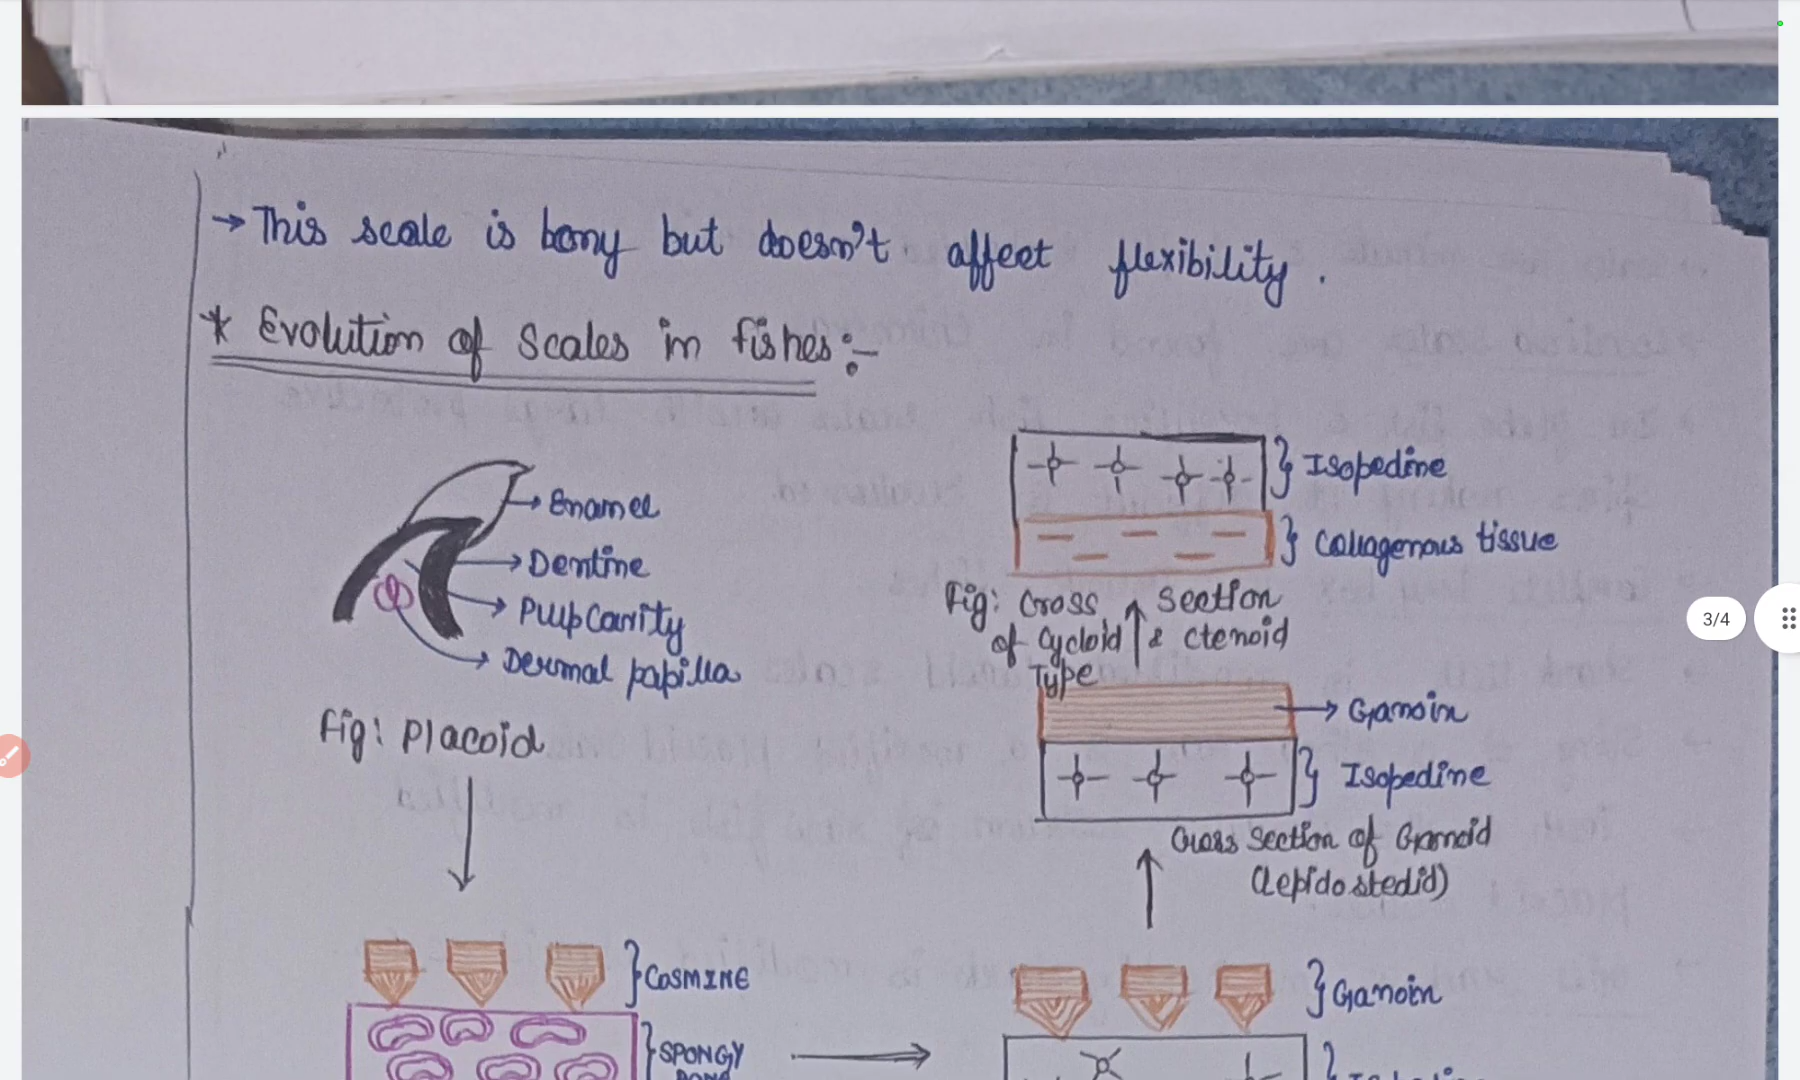 → This scale is bony but doesn't affect flexibility.
* Evolution of Scales in fishes:-
→ Enamel
→ Dentine
→ Pulp Cavity
→ Dermal papilla
Fig: Placoid
} Isopedine
} Collagenous tissue
Fig: Cross Section
of Cycloid & Ctenoid
Type
→ Ganoin
} Isopedine
Cross Section of Ganoid
(Lepidostedid)
} COSMINE
} SPONGY
} Ganoin
3/4